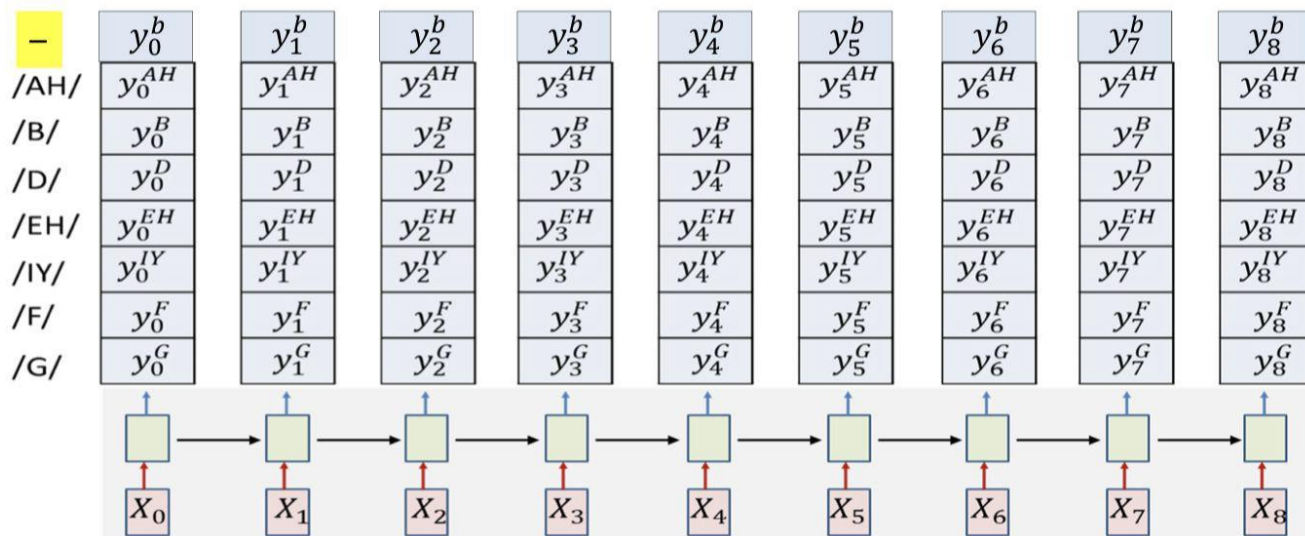 – y_0^b y_1^b y_2^b y_3^b y_4^b y_5^b y_6^b y_7^b y_8^b
/AH/ y_0^{AH} y_1^{AH} y_2^{AH} y_3^{AH} y_4^{AH} y_5^{AH} y_6^{AH} y_7^{AH} y_8^{AH}
/B/ y_0^B y_1^B y_2^B y_3^B y_4^B y_5^B y_6^B y_7^B y_8^B
/D/ y_0^D y_1^D y_2^D y_3^D y_4^D y_5^D y_6^D y_7^D y_8^D
/EH/ y_0^{EH} y_1^{EH} y_2^{EH} y_3^{EH} y_4^{EH} y_5^{EH} y_6^{EH} y_7^{EH} y_8^{EH}
/IY/ y_0^{IY} y_1^{IY} y_2^{IY} y_3^{IY} y_4^{IY} y_5^{IY} y_6^{IY} y_7^{IY} y_8^{IY}
/F/ y_0^F y_1^F y_2^F y_3^F y_4^F y_5^F y_6^F y_7^F y_8^F
/G/ y_0^G y_1^G y_2^G y_3^G y_4^G y_5^G y_6^G y_7^G y_8^G
X_0 X_1 X_2 X_3 X_4 X_5 X_6 X_7 X_8